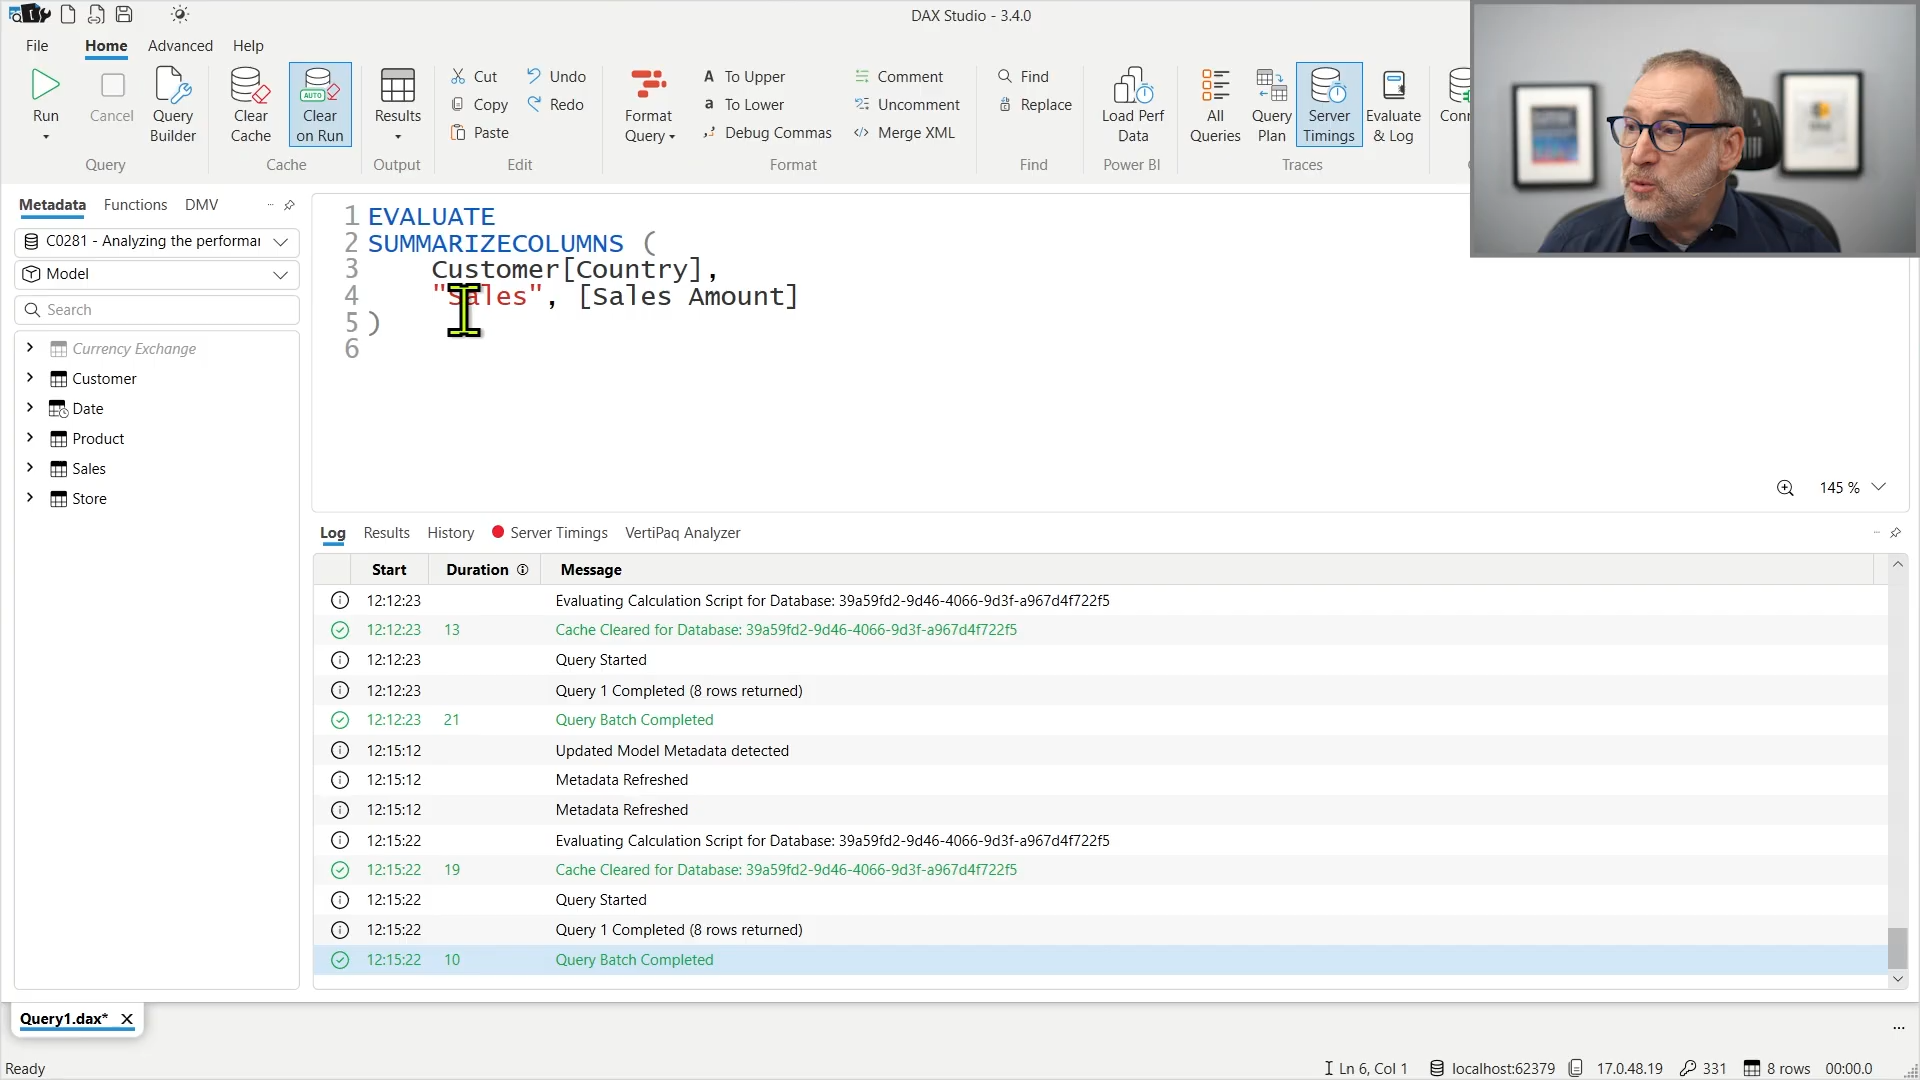 DAX Studio - 3.4.0
File Home Advanced Help
Run
Cancel
Query Builder
Query
Clear Cache
Clear on Run
AUTO
Cache
Results
Output
Cut
Copy
Paste
Undo
Redo
Edit
Format Query
To Upper
To Lower
Debug Commas
Comment
Uncomment
Merge XML
Format
Find
Replace
Find
Load Perf Data
Power BI
All Queries
Query Plan
Server Timings
Evaluate & Log
Traces
Metadata Functions DMV
C0281 - Analyzing the performar
Model
Search
Currency Exchange
Customer
Date
Product
Sales
Store
1 EVALUATE
2 SUMMARIZECOLUMNS (
3 Customer[Country],
4 "Sales", [Sales Amount]
5 )
6
145 %
Log Results History Server Timings VertiPaq Analyzer
Start Duration Message
12:12:23 Evaluating Calculation Script for Database: 39a59fd2-9d46-4066-9d3f-a967d4f722f5
12:12:23 13 Cache Cleared for Database: 39a59fd2-9d46-4066-9d3f-a967d4f722f5
12:12:23 Query Started
12:12:23 Query 1 Completed (8 rows returned)
12:12:23 21 Query Batch Completed
12:15:12 Updated Model Metadata detected
12:15:12 Metadata Refreshed
12:15:12 Metadata Refreshed
12:15:22 Evaluating Calculation Script for Database: 39a59fd2-9d46-4066-9d3f-a967d4f722f5
12:15:22 19 Cache Cleared for Database: 39a59fd2-9d46-4066-9d3f-a967d4f722f5
12:15:22 Query Started
12:15:22 Query 1 Completed (8 rows returned)
12:15:22 10 Query Batch Completed
Query1.dax*
Ready
Ln 6, Col 1 localhost:62379 17.0.48.19 331 8 rows 00:00.0